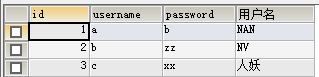 id username password 用户名
1 a b NAN
2 b zz NV
3 c xx 人妖